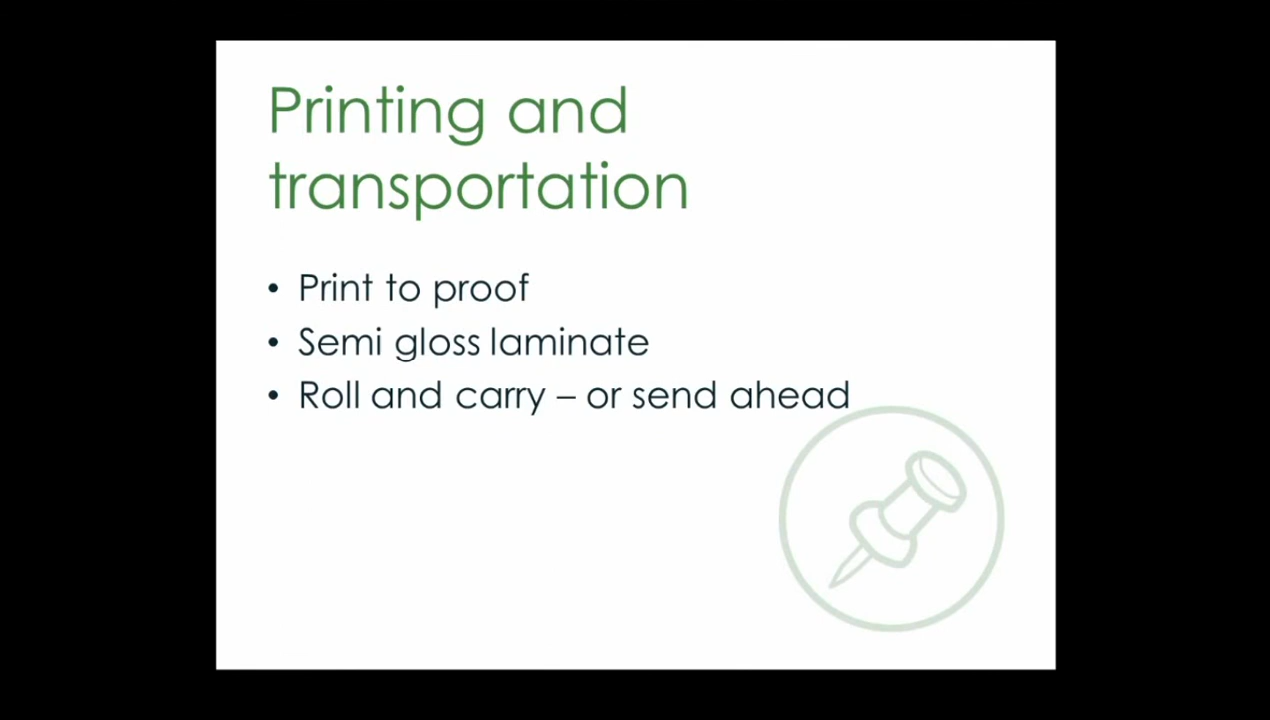 Printing and
transportation
• Print to proof
• Semi gloss laminate
• Roll and carry – or send ahead